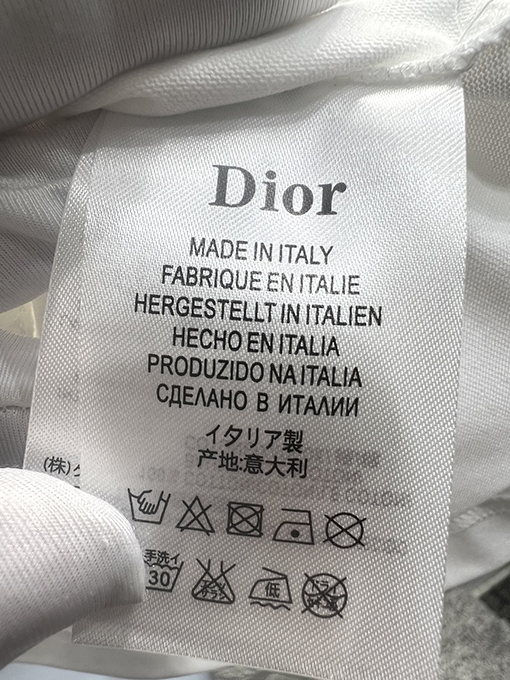 Dior
MADE IN ITALY
FABRIQUE EN ITALIE
HERGESTELLT IN ITALIEN
HECHO EN ITALIA
PRODUZIDO NA ITALIA
СДЕЛАНО В ИТАЛИИ
イタリア製
产地:意大利
(株)
手洗イ
30
低